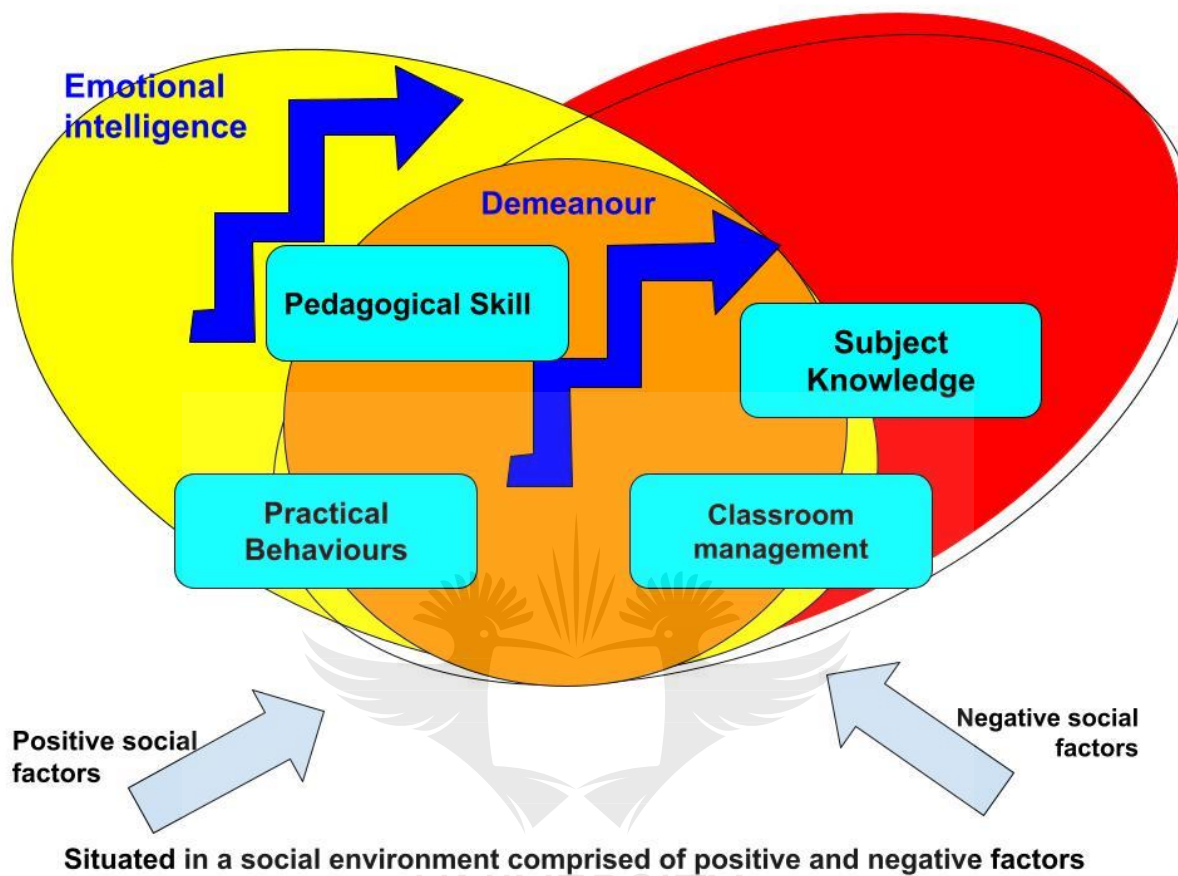 Emotional
intelligence
Demeanour
Pedagogical Skill
Subject
Knowledge
Practical
Behaviours
Classroom
management
Positive social
factors
Negative social
factors
Situated in a social environment comprised of positive and negative factors